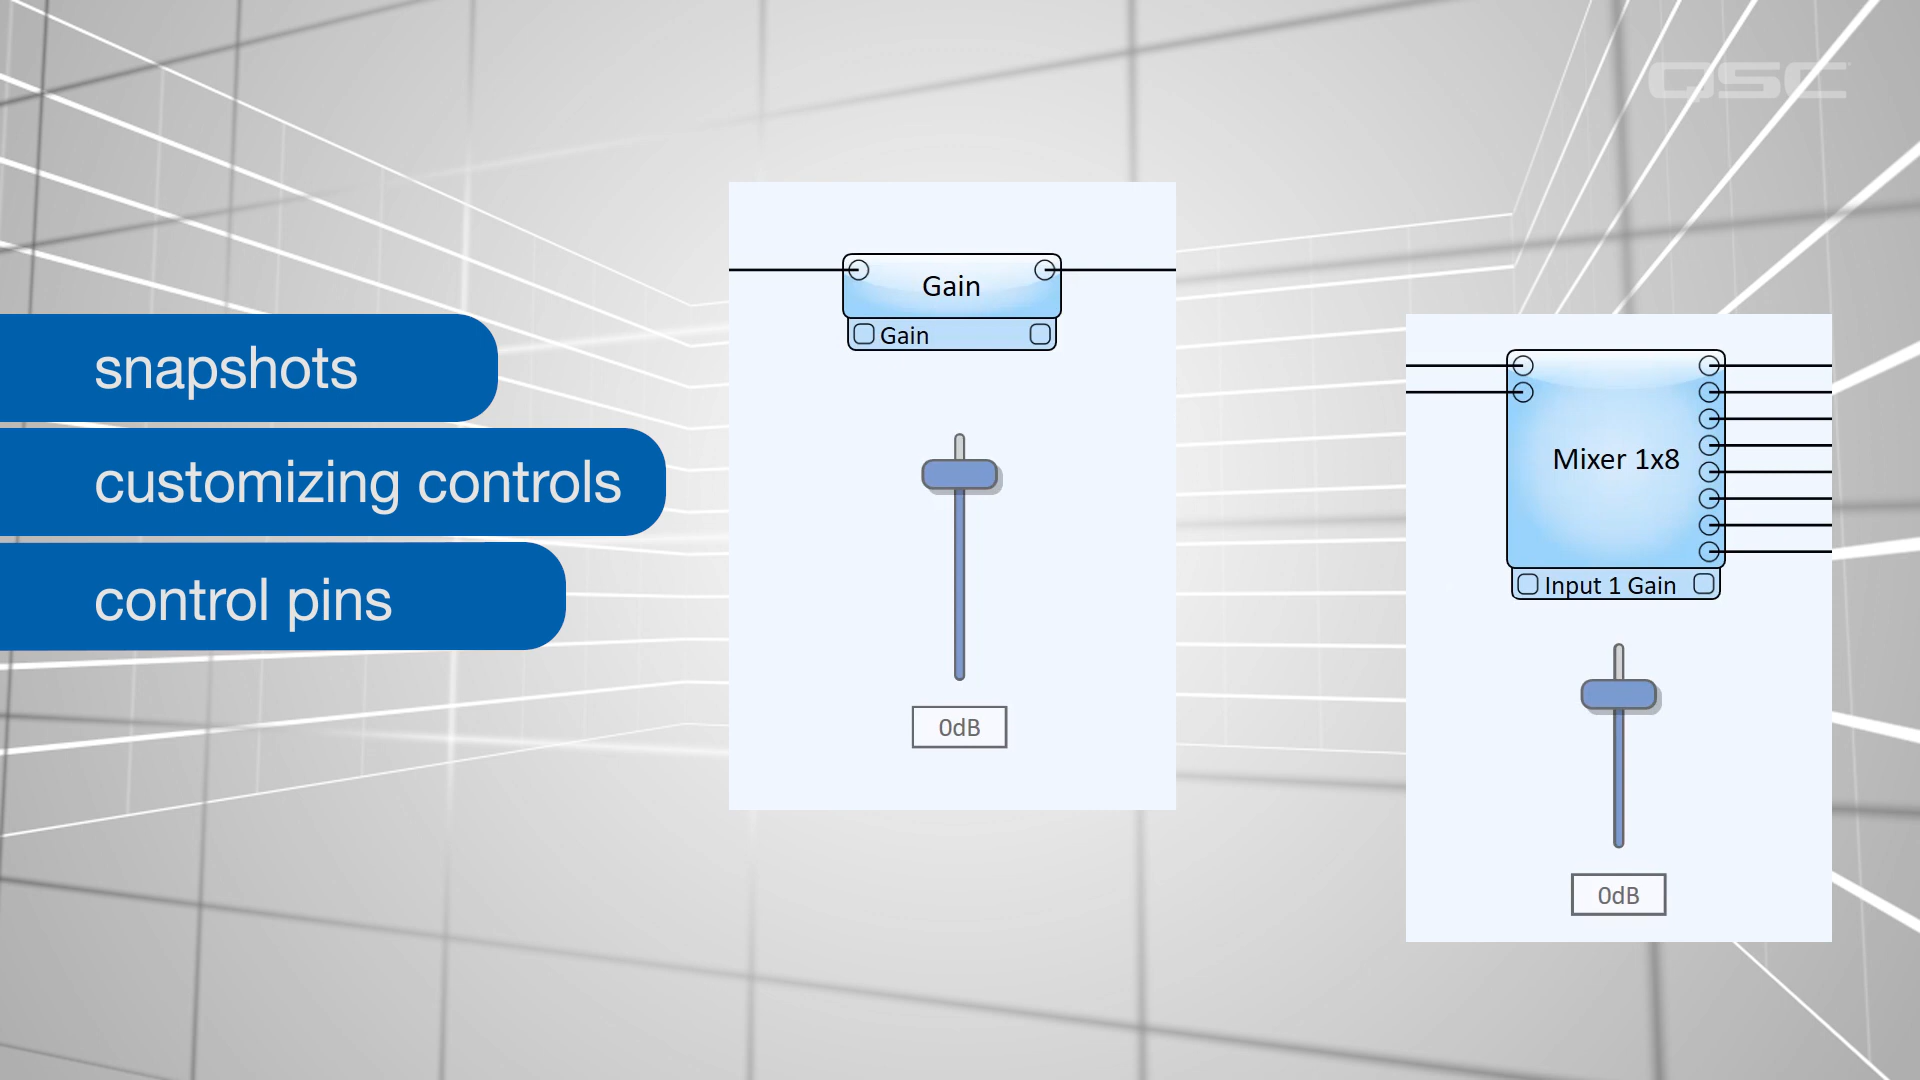 QSC
snapshots
customizing controls
control pins
Gain
Gain
0dB
Mixer 1x8
Input 1 Gain
0dB